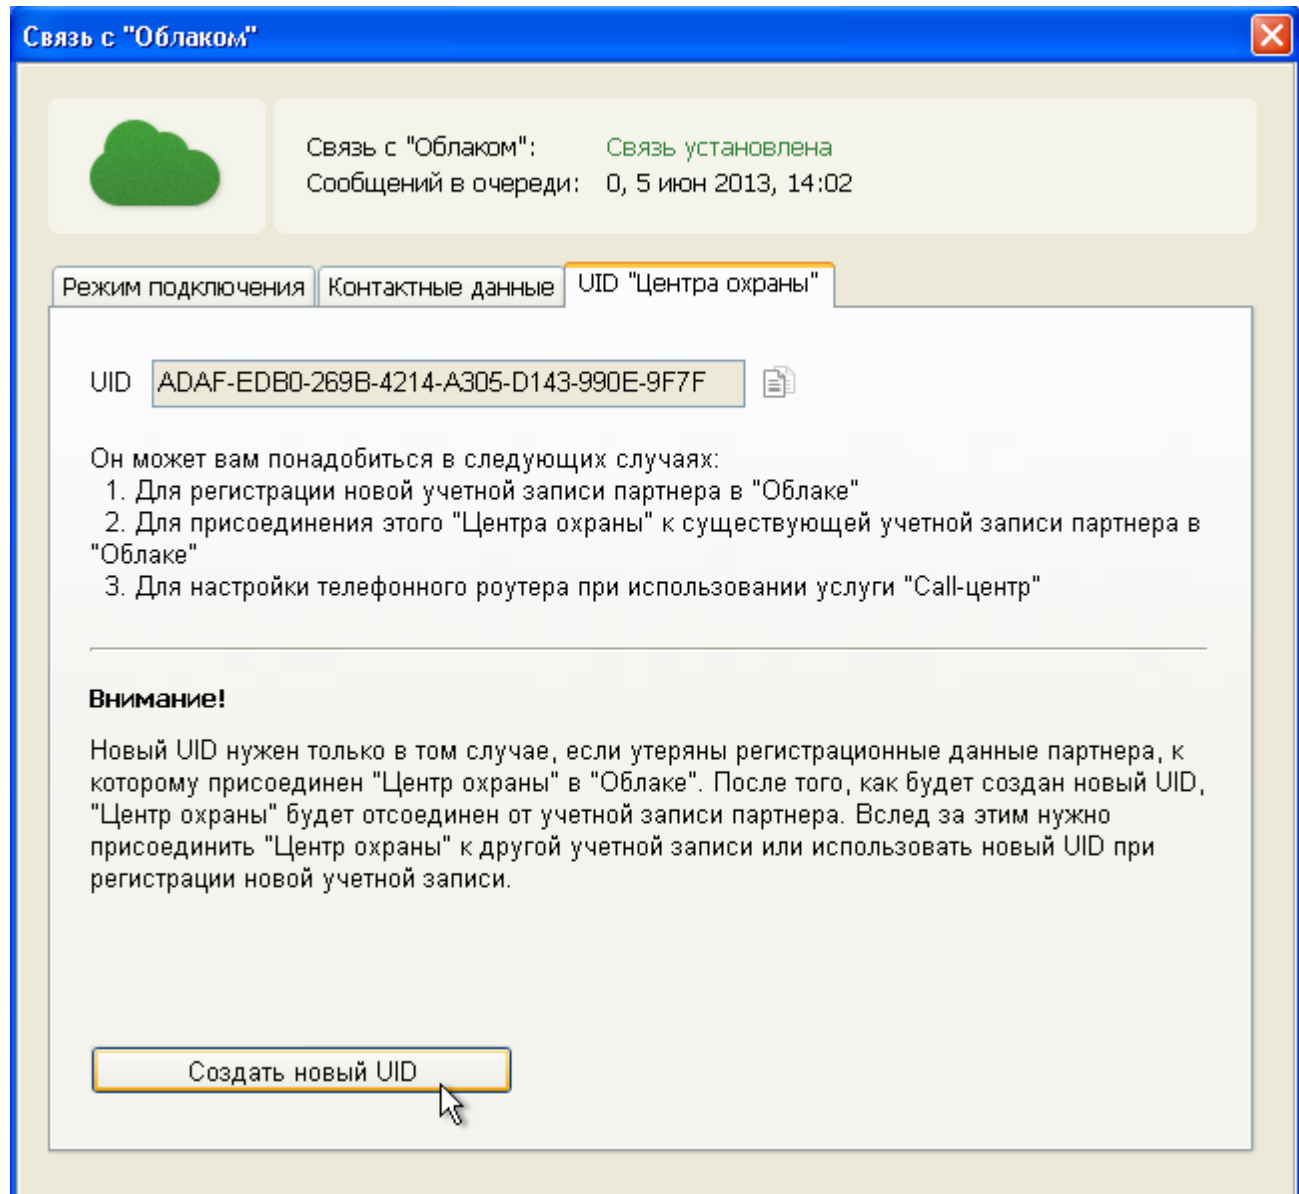 Связь с "Облаком"
Связь с "Облаком": Связь установлена
Сообщений в очереди: 0, 5 июн 2013, 14:02
Режим подключения Контактные данные UID "Центра охраны"
UID ADAF-EDB0-269B-4214-A305-D143-990E-9F7F
Он может вам понадобиться в следующих случаях:
1. Для регистрации новой учетной записи партнера в "Облаке"
2. Для присоединения этого "Центра охраны" к существующей учетной записи партнера в
"Облаке"
3. Для настройки телефонного роутера при использовании услуги "Call-центр"
Внимание!
Новый UID нужен только в том случае, если утеряны регистрационные данные партнера, к
которому присоединен "Центр охраны" в "Облаке". После того, как будет создан новый UID,
"Центр охраны" будет отсоединен от учетной записи партнера. Вслед за этим нужно
присоединить "Центр охраны" к другой учетной записи или использовать новый UID при
регистрации новой учетной записи.
Создать новый UID